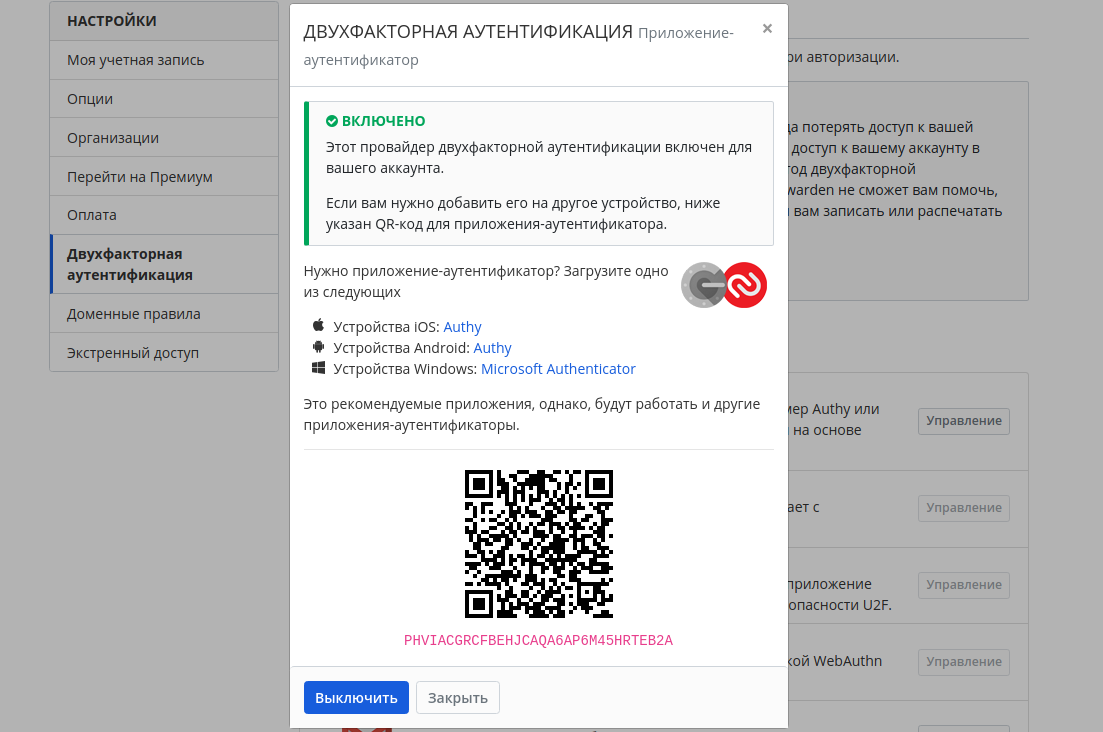 НАСТРОЙКИ
Моя учетная запись
Опции
Организации
Перейти на Премиум
Оплата
Двухфакторная
аутентификация
Доменные правила
Экстренный доступ
ДВУХФАКТОРНАЯ АУТЕНТИФИКАЦИЯ Приложение-
аутентификатор
×
ВКЛЮЧЕНО
Этот провайдер двухфакторной аутентификации включен для
вашего аккаунта.
Если вам нужно добавить его на другое устройство, ниже
указан QR-код для приложения-аутентификатора.
Нужно приложение-аутентификатор? Загрузите одно
из следующих
Устройства iOS: Authy
Устройства Android: Authy
Устройства Windows: Microsoft Authenticator
Это рекомендуемые приложения, однако, будут работать и другие
приложения-аутентификаторы.
PHVIACGRCFBEHJCAQA6AP6M45HRTEB2A
Выключить
Закрыть
ри авторизации.
да потерять доступ к вашей
доступ к вашему аккаунту в
од двухфакторной
warden не сможет вам помочь,
вам записать или распечатать
мер Authy или
на основе
Управление
ает с
Управление
приложение
опасности U2F.
Управление
кой WebAuthn
Управление